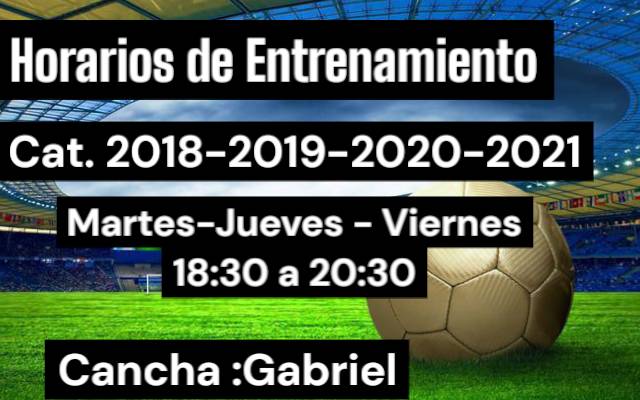 Horarios de Entrenamiento
Cat. 2018-2019-2020-2021
Martes-Jueves - Viernes
18:30 a 20:30
Cancha :Gabriel